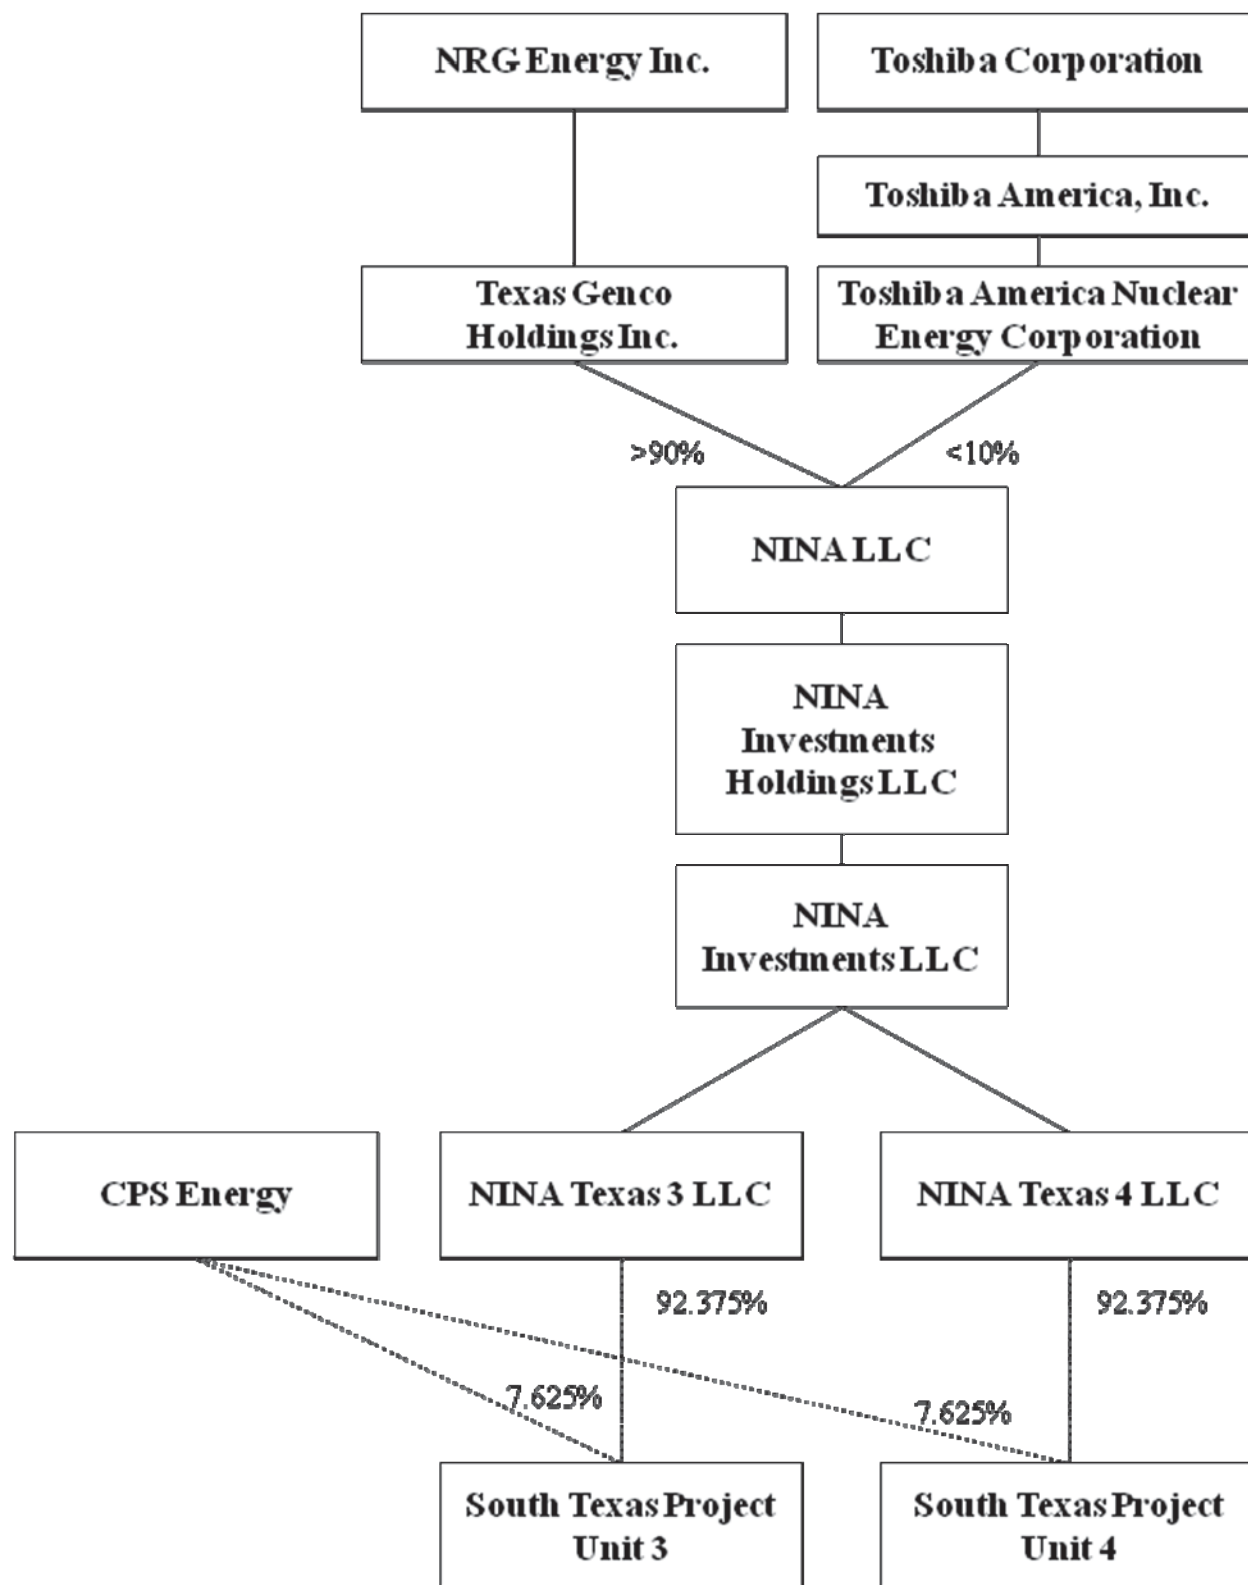 NRG Energy Inc.
Toshiba Corporation
Toshiba America, Inc.
Texas Genco
Holdings Inc.
Toshiba America Nuclear
Energy Corporation
>90%
<10%
NINA LLC
NINA
Investments
Holdings LLC
NINA
Investments LLC
CPS Energy
NINA Texas 3 LLC
NINA Texas 4 LLC
92.375%
92.375%
7.625%
7.625%
South Texas Project
Unit 3
South Texas Project
Unit 4